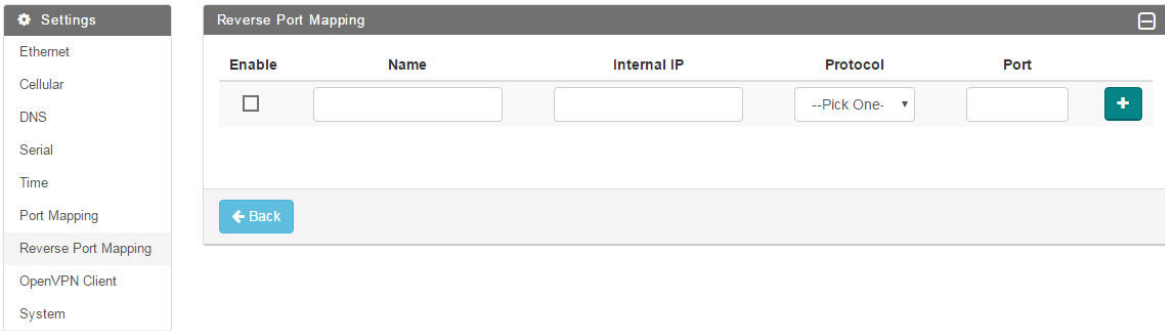 Settings
Ethernet
Cellular
DNS
Serial
Time
Port Mapping
Reverse Port Mapping
OpenVPN Client
System
Reverse Port Mapping
Enable Name Internal IP Protocol Port
--Pick One-
Back